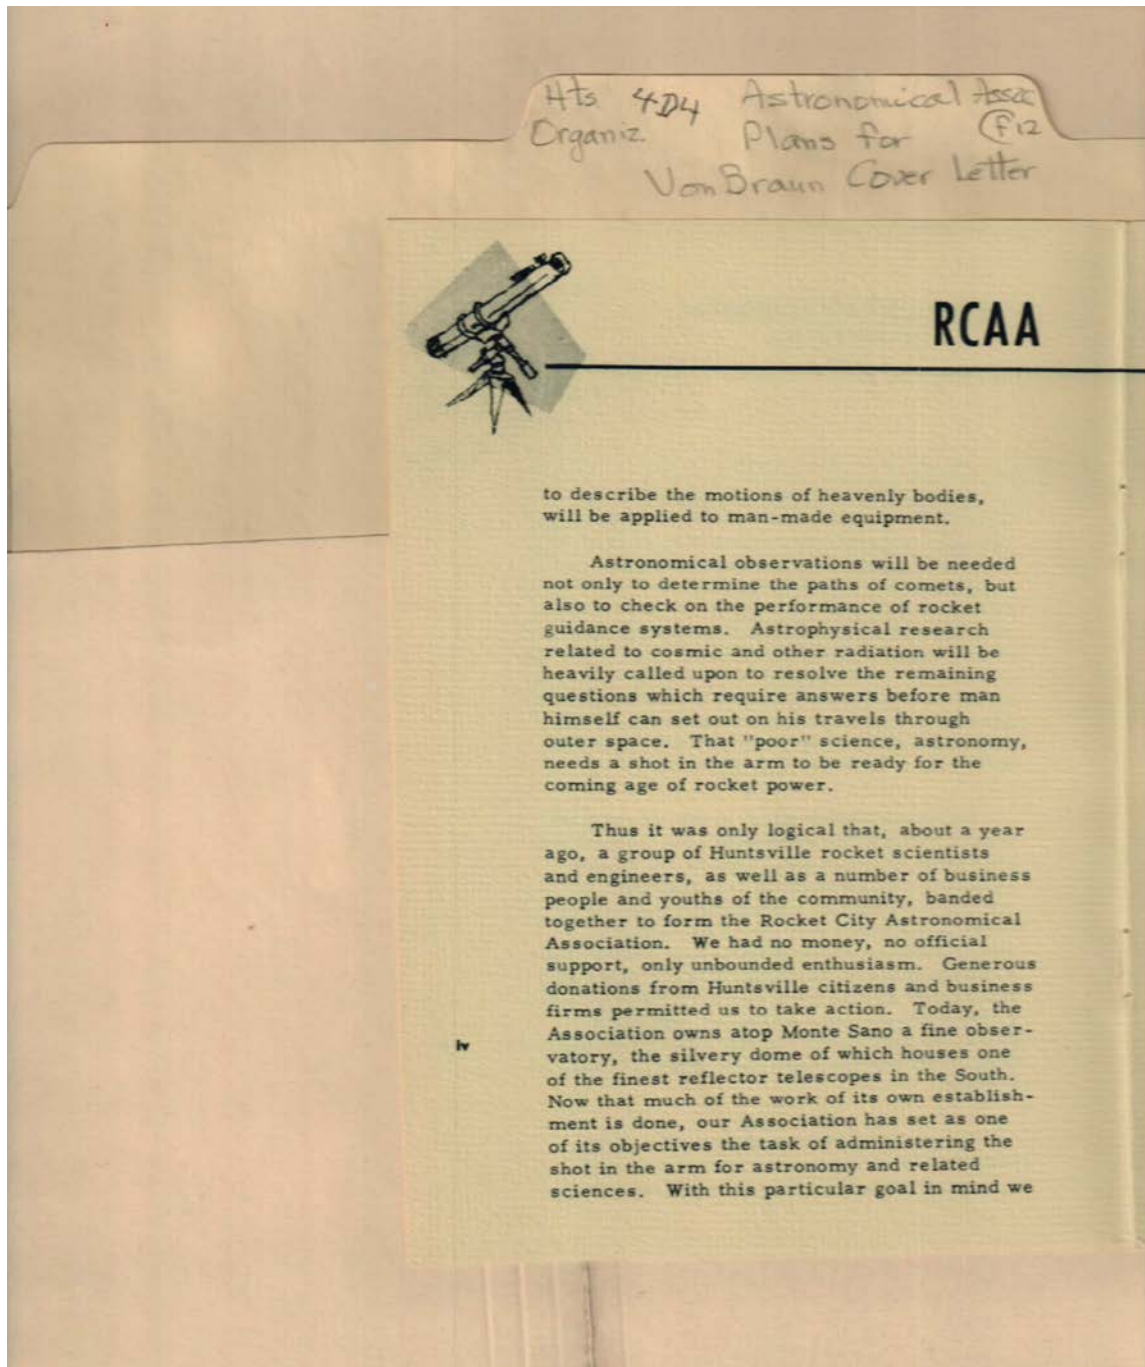 Hts 4-D4 Astronomical Assoc
Organiz. Plans for F12
Von Braun Cover Letter
RCAA
to describe the motions of heavenly bodies,
will be applied to man-made equipment.
Astronomical observations will be needed
not only to determine the paths of comets, but
also to check on the performance of rocket
guidance systems. Astrophysical research
related to cosmic and other radiation will be
heavily called upon to resolve the remaining
questions which require answers before man
himself can set out on his travels through
outer space. That "poor" science, astronomy,
needs a shot in the arm to be ready for the
coming age of rocket power.
Thus it was only logical that, about a year
ago, a group of Huntsville rocket scientists
and engineers, as well as a number of business
people and youths of the community, banded
together to form the Rocket City Astronomical
Association. We had no money, no official
support, only unbounded enthusiasm. Generous
donations from Huntsville citizens and business
firms permitted us to take action. Today, the
Association owns atop Monte Sano a fine obser-
vatory, the silvery dome of which houses one
of the finest reflector telescopes in the South.
Now that much of the work of its own establish-
ment is done, our Association has set as one
of its objectives the task of administering the
shot in the arm for astronomy and related
sciences. With this particular goal in mind we
iv